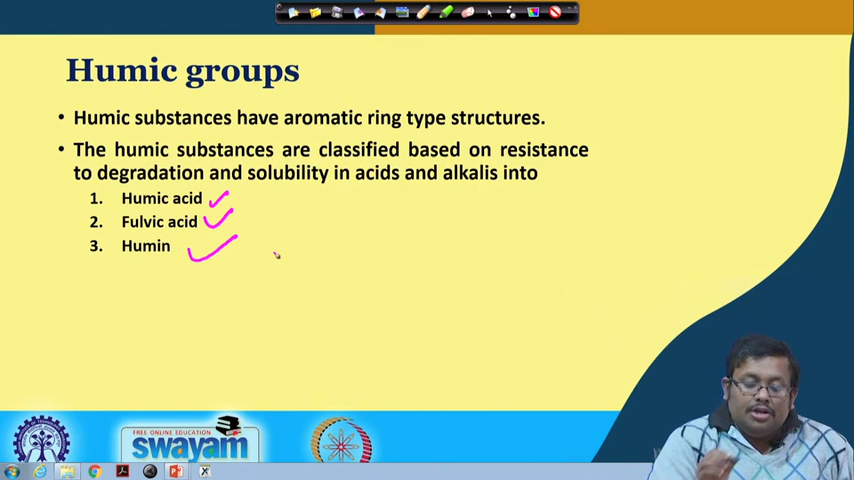 Humic groups
• Humic substances have aromatic ring type structures.
• The humic substances are classified based on resistance
to degradation and solubility in acids and alkalis into
1. Humic acid
2. Fulvic acid
3. Humin
FREE ONLINE EDUCATION
swayam